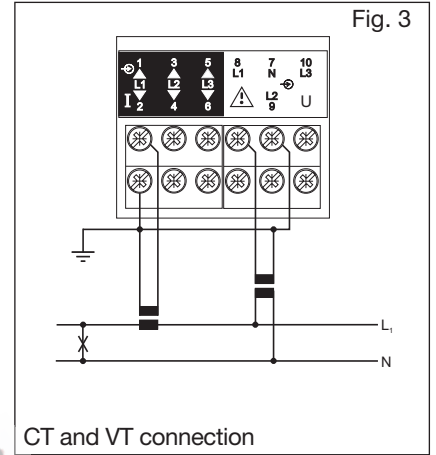 Fig. 3
1 3 5 8 7 10
L1 N L3
L1 L2 L3
I 2 4 6 L2 9 U
L1
N
CT and VT connection